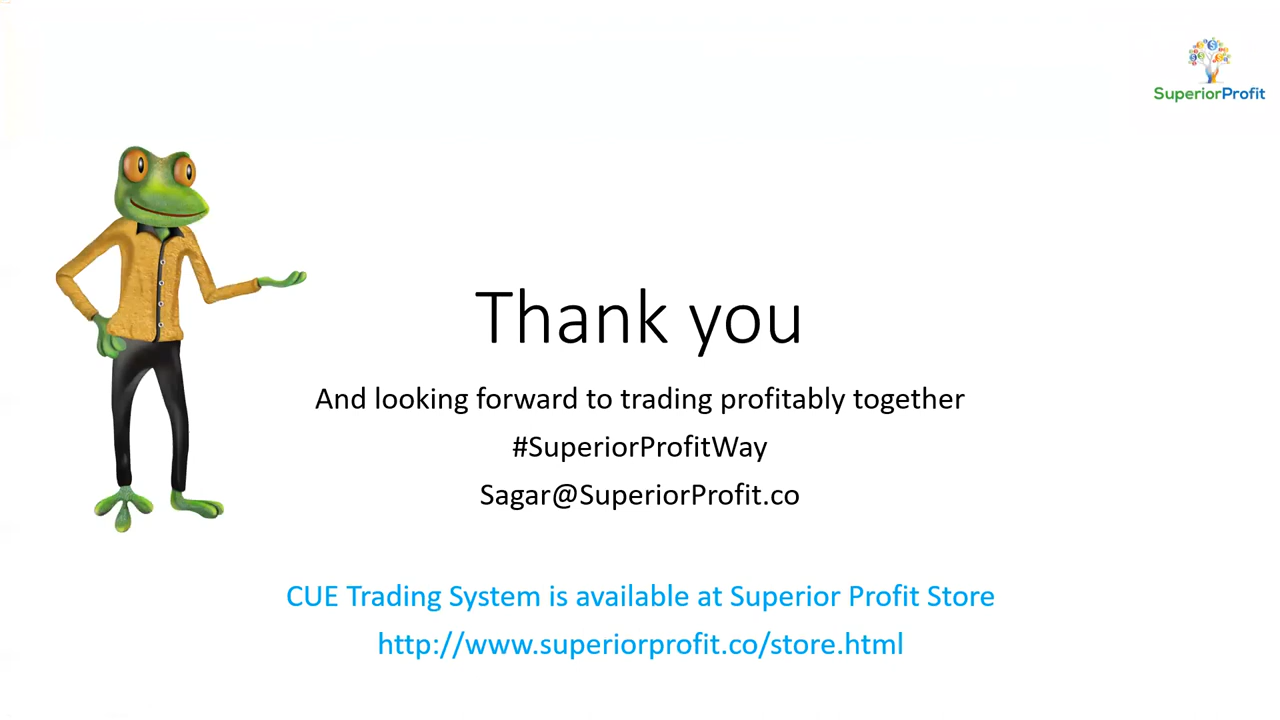 SuperiorProfit
Thank you
And looking forward to trading profitably together
#SuperiorProfitWay
Sagar@SuperiorProfit.co
CUE Trading System is available at Superior Profit Store
http://www.superiorprofit.co/store.html